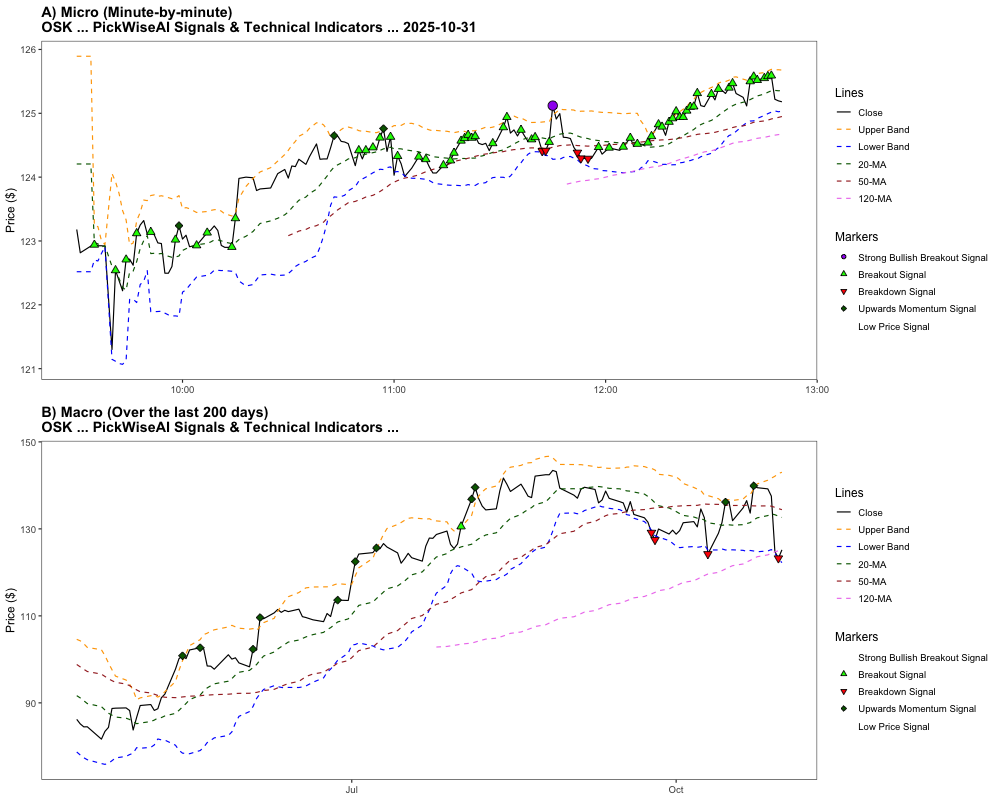 A) Micro (Minute-by-minute)
OSK ... PickWiseAI Signals & Technical Indicators ... 2025-10-31
126
125
124
123
122
121
Price ($)
10:00
11:00
12:00
13:00
Lines
Close
Upper Band
Lower Band
20-MA
50-MA
120-MA
Markers
Strong Bullish Breakout Signal
Breakout Signal
Breakdown Signal
Upwards Momentum Signal
Low Price Signal
B) Macro (Over the last 200 days)
OSK ... PickWiseAI Signals & Technical Indicators ...
150
130
110
90
Price ($)
Jul
Oct
Lines
Close
Upper Band
Lower Band
20-MA
50-MA
120-MA
Markers
Strong Bullish Breakout Signal
Breakout Signal
Breakdown Signal
Upwards Momentum Signal
Low Price Signal